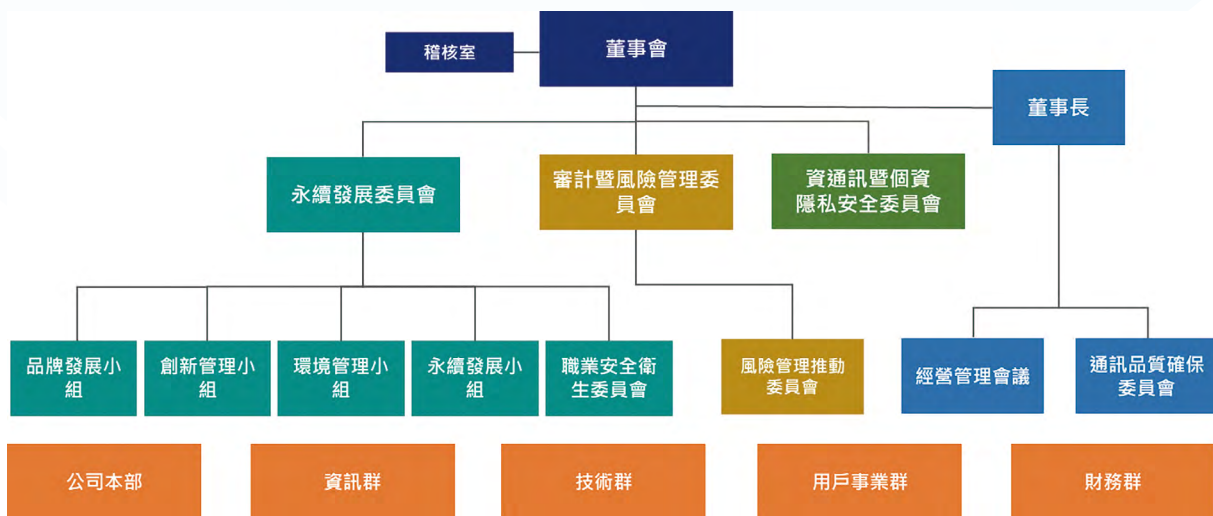 稽核室
董事會
董事長
永續發展委員會
審計暨風險管理委
員會
資通訊暨個資
隱私安全委員會
品牌發展小
組
創新管理小
組
環境管理小
組
永續發展小
組
職業安全衛
生委員會
風險管理推動
委員會
經營管理會議
通訊品質確保
委員會
公司本部
資訊群
技術群
用戶事業群
財務群